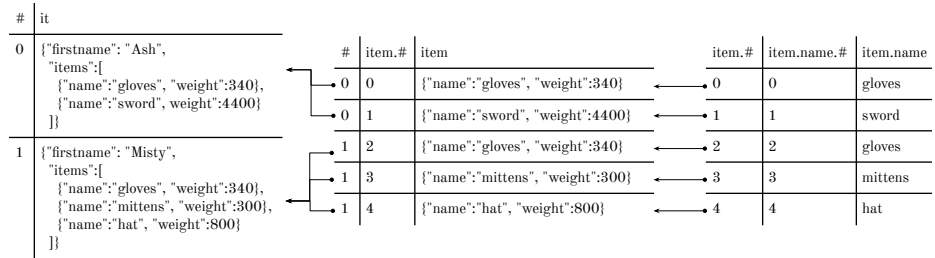 # it
0 {"firstname": "Ash",
"items":[
{"name":"gloves", "weight":340},
{"name":"sword", weight":4400}
]}
1 {"firstname": "Misty",
"items":[
{"name":"gloves", "weight":340},
{"name":"mittens", "weight":300},
{"name":"hat", "weight":800}
]}
# item.# item
0 0 {"name":"gloves", "weight":340}
0 1 {"name":"sword", "weight":4400}
1 2 {"name":"gloves", "weight":340}
1 3 {"name":"mittens", "weight":300}
1 4 {"name":"hat", "weight":800}
item.# item.name.# item.name
0 0 gloves
1 1 sword
2 2 gloves
3 3 mittens
4 4 hat